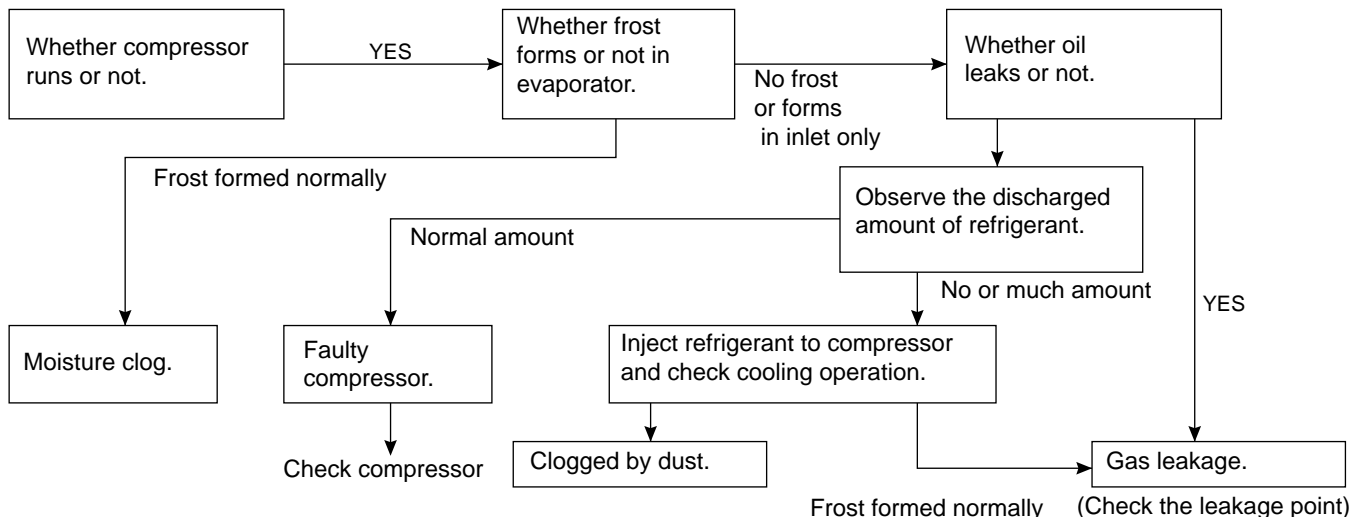 Whether compressor
runs or not.
YES
Whether frost
forms or not in
evaporator.
No frost
or forms
in inlet only
Whether oil
leaks or not.
Frost formed normally
Observe the discharged
amount of refrigerant.
Normal amount
No or much amount
YES
Moisture clog.
Faulty
compressor.
Inject refrigerant to compressor
and check cooling operation.
Check compressor
Clogged by dust.
Gas leakage.
Frost formed normally
(Check the leakage point)